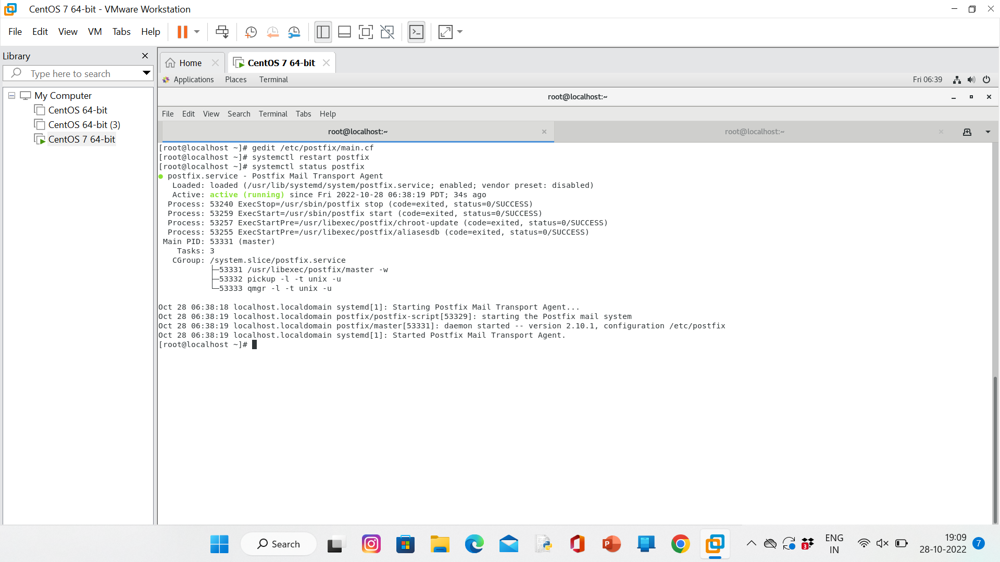 CentOS 7 64-bit - VMware Workstation
File Edit View VM Tabs Help
Library
Home
CentOS 7 64-bit
Type here to search
Applications Places Terminal
Fri 06:39
My Computer
CentOS 64-bit
CentOS 64-bit (3)
CentOS 7 64-bit
root@localhost:~
File Edit View Search Terminal Tabs Help
root@localhost:~
root@localhost:~
[root@localhost ~]# gedit /etc/postfix/main.cf
[root@localhost ~]# systemctl restart postfix
[root@localhost ~]# systemctl status postfix
● postfix.service - Postfix Mail Transport Agent
Loaded: loaded (/usr/lib/systemd/system/postfix.service; enabled; vendor preset: disabled)
Active: active (running) since Fri 2022-10-28 06:38:19 PDT; 34s ago
Process: 53240 ExecStop=/usr/sbin/postfix stop (code=exited, status=0/SUCCESS)
Process: 53259 ExecStart=/usr/sbin/postfix start (code=exited, status=0/SUCCESS)
Process: 53257 ExecStartPre=/usr/libexec/postfix/chroot-update (code=exited, status=0/SUCCESS)
Process: 53255 ExecStartPre=/usr/libexec/postfix/aliasesdb (code=exited, status=0/SUCCESS)
Main PID: 53331 (master)
Tasks: 3
CGroup: /system.slice/postfix.service
├─53331 /usr/libexec/postfix/master -w
├─53332 pickup -l -t unix -u
└─53333 qmgr -l -t unix -u
Oct 28 06:38:18 localhost.localdomain systemd[1]: Starting Postfix Mail Transport Agent...
Oct 28 06:38:19 localhost.localdomain postfix/postfix-script[53329]: starting the Postfix mail system
Oct 28 06:38:19 localhost.localdomain postfix/master[53331]: daemon started -- version 2.10.1, configuration /etc/postfix
Oct 28 06:38:19 localhost.localdomain systemd[1]: Started Postfix Mail Transport Agent.
[root@localhost ~]#
Search
P
3
ENG
IN
19:09
28-10-2022
7